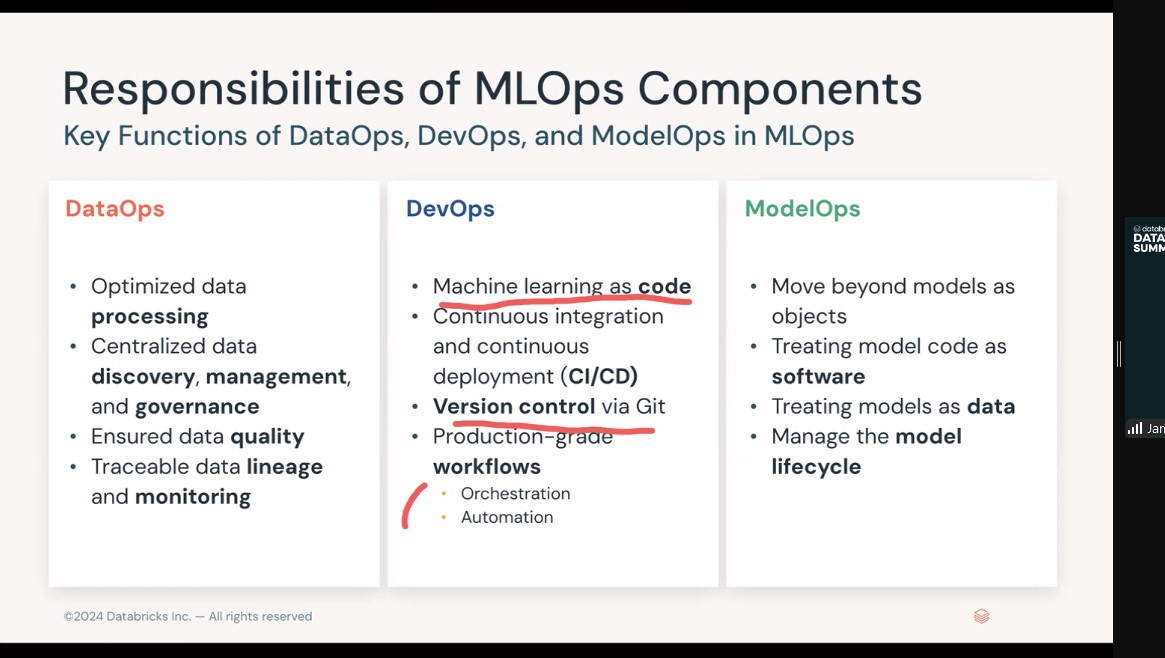 Responsibilities of MLOps Components
Key Functions of DataOps, DevOps, and ModelOps in MLOps
DataOps
• Optimized data
processing
• Centralized data
discovery, management,
and governance
• Ensured data quality
• Traceable data lineage
and monitoring
DevOps
• Machine learning as code
• Continuous integration
and continuous
deployment (CI/CD)
• Version control via Git
• Production-grade
workflows
• Orchestration
• Automation
ModelOps
• Move beyond models as
objects
• Treating model code as
software
• Treating models as data
• Manage the model
lifecycle
©2024 Databricks Inc. — All rights reserved
DATA
SUMM
Jan